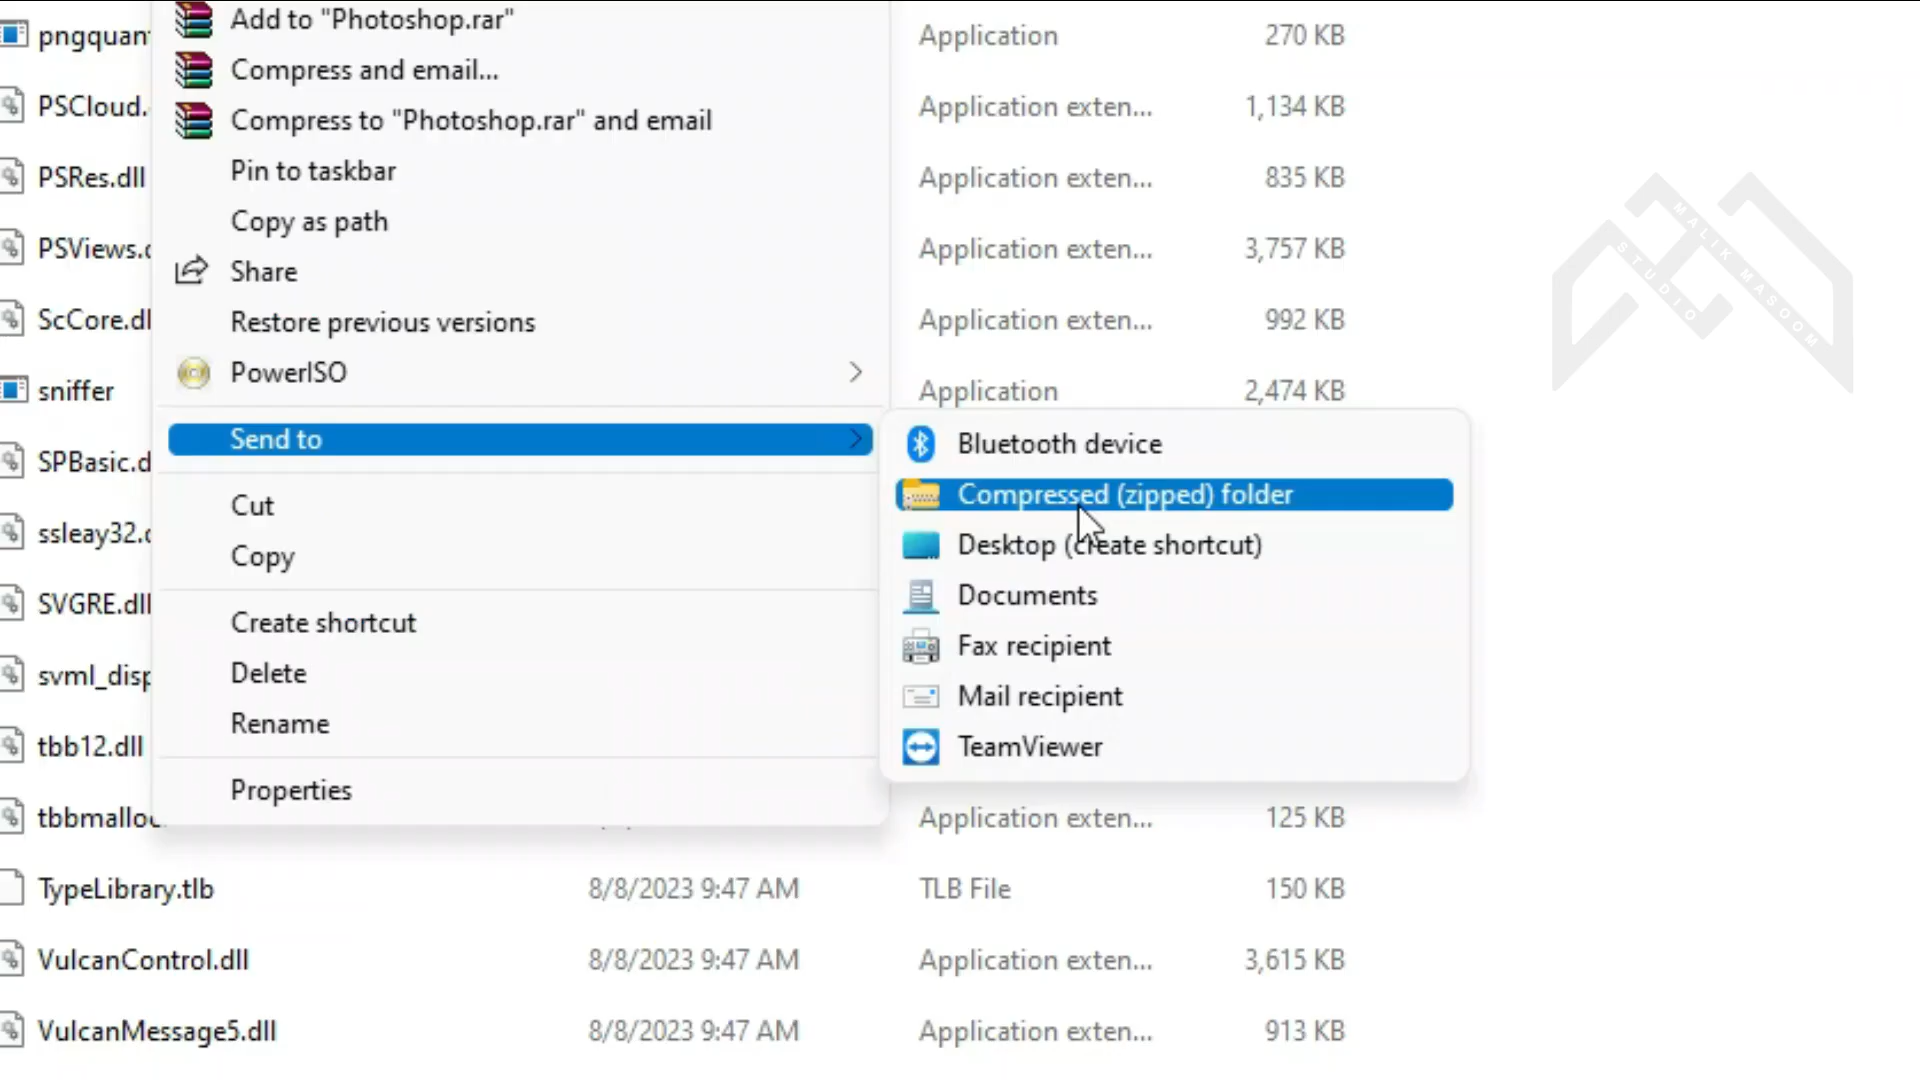 Add to "Photoshop.rar"
pngquan
Application
270 KB
Compress and email...
PSCloud.
Compress to "Photoshop.rar" and email
Application exten...
1,134 KB
Pin to taskbar
PSRes.dll
Application exten...
835 KB
Copy as path
PSViews.
Application exten...
3,757 KB
Share
ScCore.dl
Restore previous versions
Application exten...
992 KB
PowerISO
sniffer
Application
2,474 KB
Send to
SPBasic.d
Cut
ssleay32.
Copy
SVGRE.dll
Create shortcut
svml_disp
Delete
Rename
tbb12.dll
Properties
Bluetooth device
Compressed (zipped) folder
Desktop (create shortcut)
Documents
Fax recipient
Mail recipient
TeamViewer
tbbmalloc
Application exten...
125 KB
TypeLibrary.tlb
8/8/2023 9:47 AM
TLB File
150 KB
VulcanControl.dll
8/8/2023 9:47 AM
Application exten...
3,615 KB
VulcanMessage5.dll
8/8/2023 9:47 AM
Application exten...
913 KB
MALIK MASOOM
STUDIO